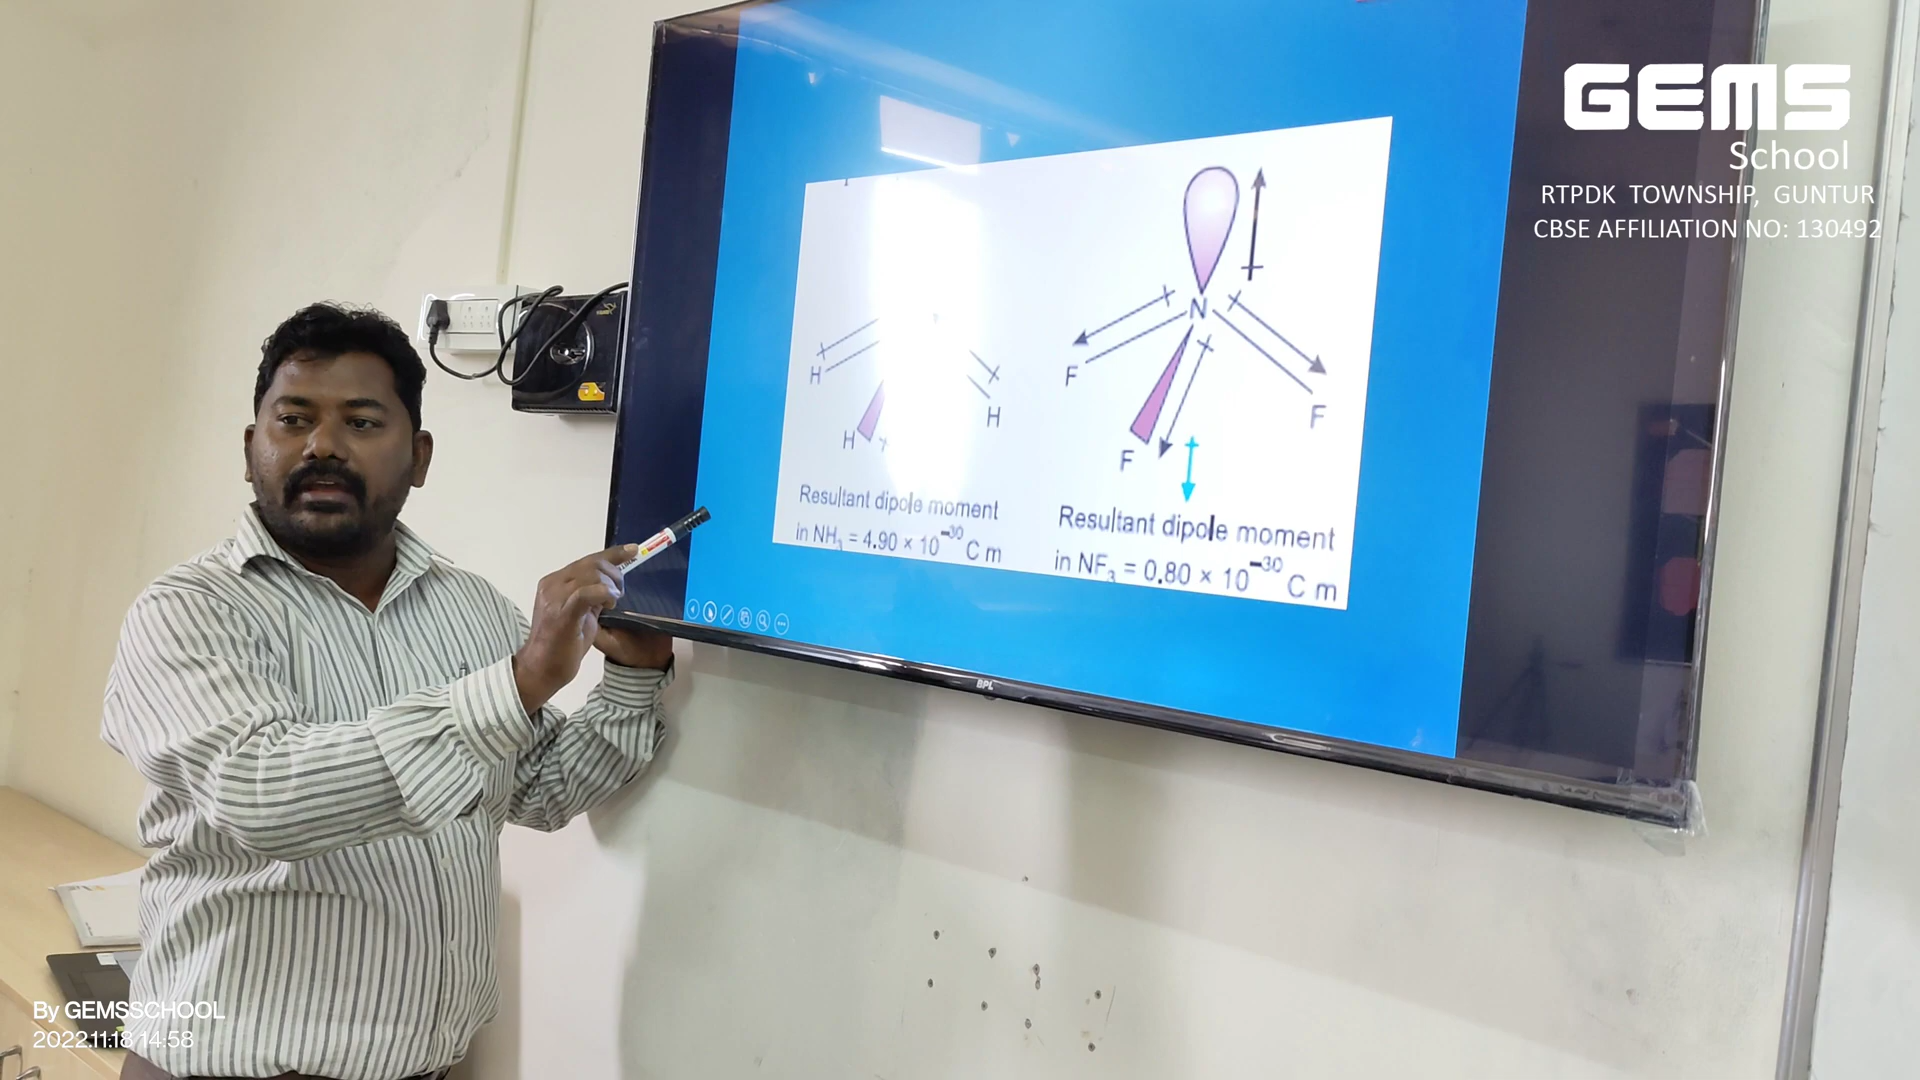 GEMS
School
RTPDK TOWNSHIP, GUNTUR
CBSE AFFILIATION NO: 130492
H
H
H
Resultant dipole moment
in NH₃ = 4.90 × 10⁻³⁰ C m
N
F
F
F
Resultant dipole moment
in NF₃ = 0.80 × 10⁻³⁰ C m
BPL
By GEMSSCHOOL
2022.11.18 14:58